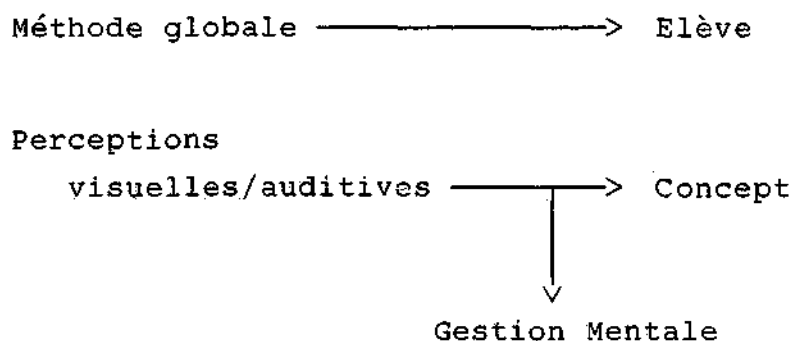 Méthode globale ——————> Elève
Perceptions
visuelles/auditives ——————> Concept
Gestion Mentale